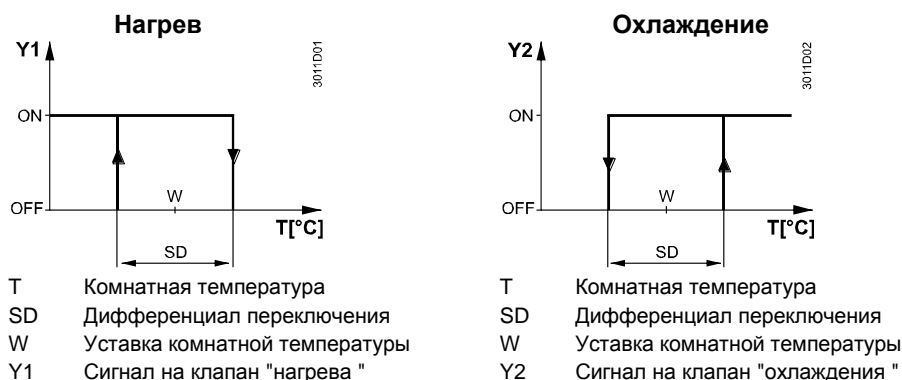 Нагрев
Y1
3011D01
ON
W
OFF
T[°C]
SD
T Комнатная температура
SD Дифференциал переключения
W Уставка комнатной температуры
Y1 Сигнал на клапан "нагрева "
Охлаждение
Y2
3011D02
ON
W
OFF
T[°C]
SD
T Комнатная температура
SD Дифференциал переключения
W Уставка комнатной температуры
Y2 Сигнал на клапан "охлаждения "